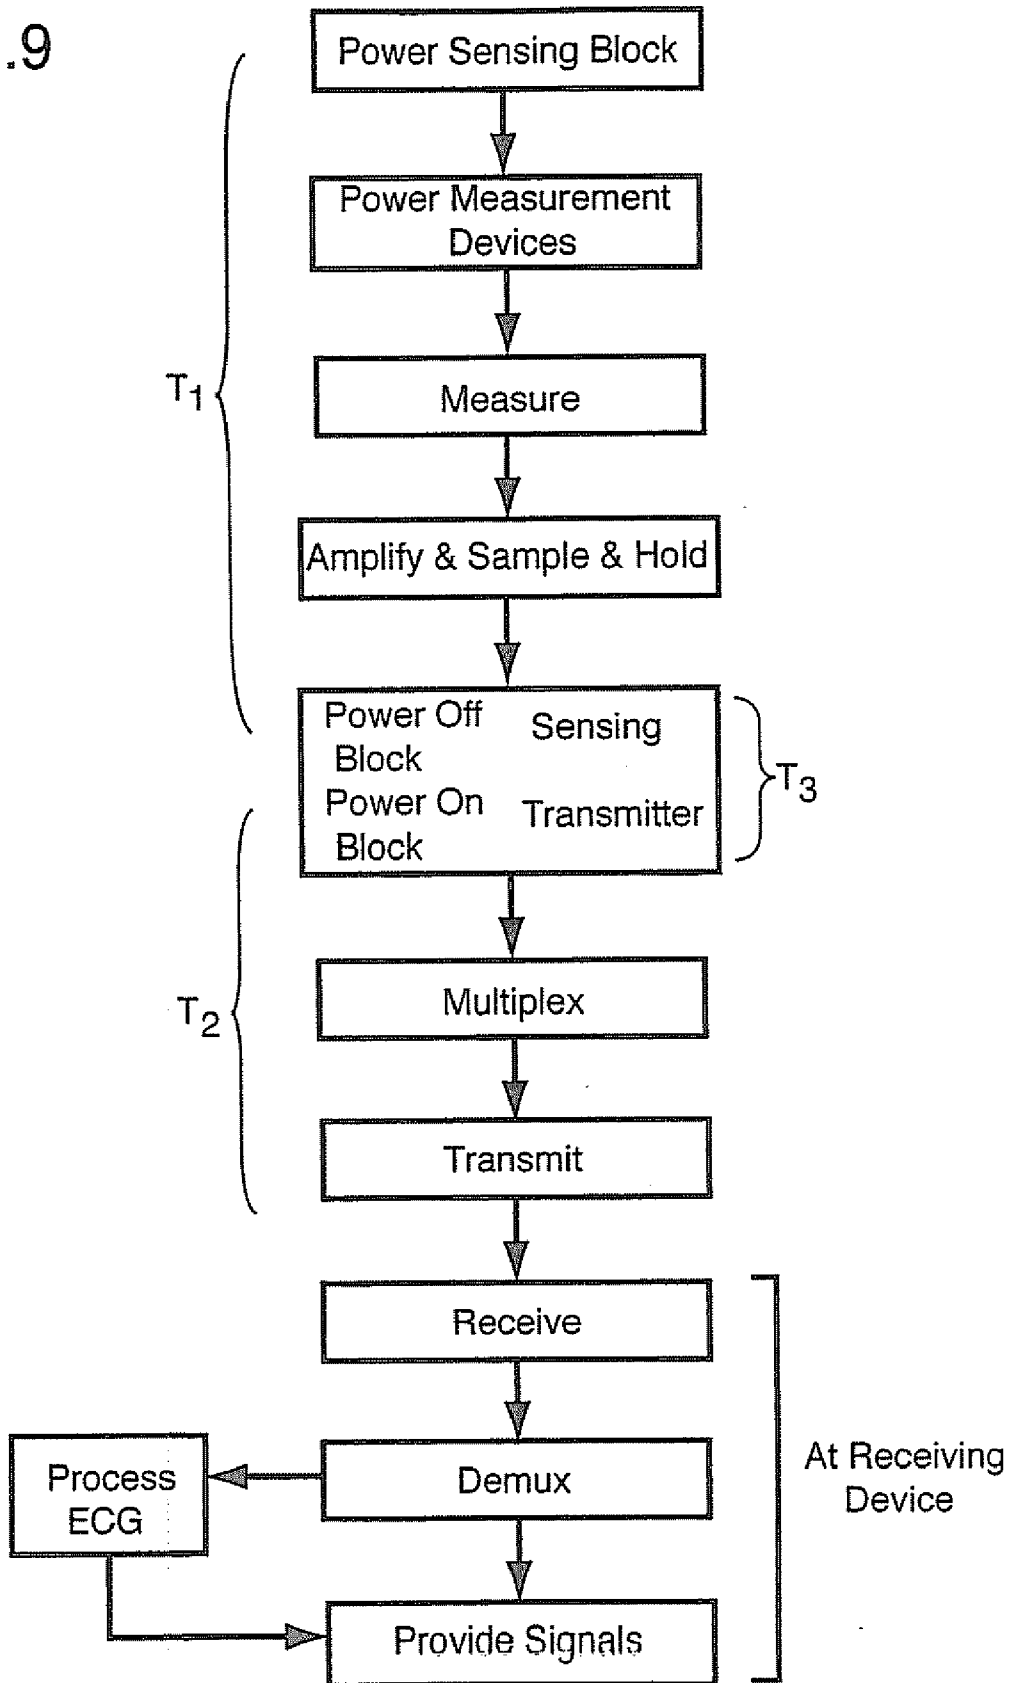 .9
Power Sensing Block
Power Measurement
Devices
Measure
T1
Amplify & Sample & Hold
Power Off
Block
Sensing
Power On
Block
Transmitter
T3
Multiplex
T2
Transmit
Receive
Demux
Process
ECG
At Receiving
Device
Provide Signals